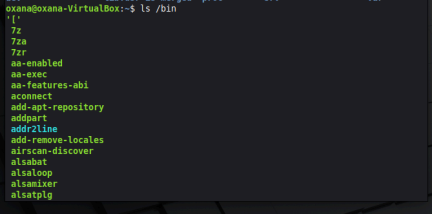 oxana@oxana-VirtualBox:~$ ls /bin
'['
7z
7za
7zr
aa-enabled
aa-exec
aa-features-abi
aconnect
add-apt-repository
addpart
addr2line
add-remove-locales
airscan-discover
alsabat
alsaloop
alsamixer
alsatplg